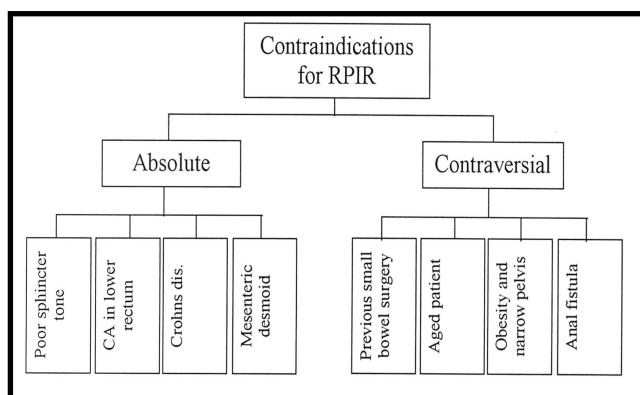 Contraindications
for RPIR
Absolute
Contraversial
Poor sphincter
tone
CA in lower
rectum
Crohns dis.
Mesenteric
desmoid
Previous small
bowel surgery
Aged patient
Obesity and
narrow pelvis
Anal fistula